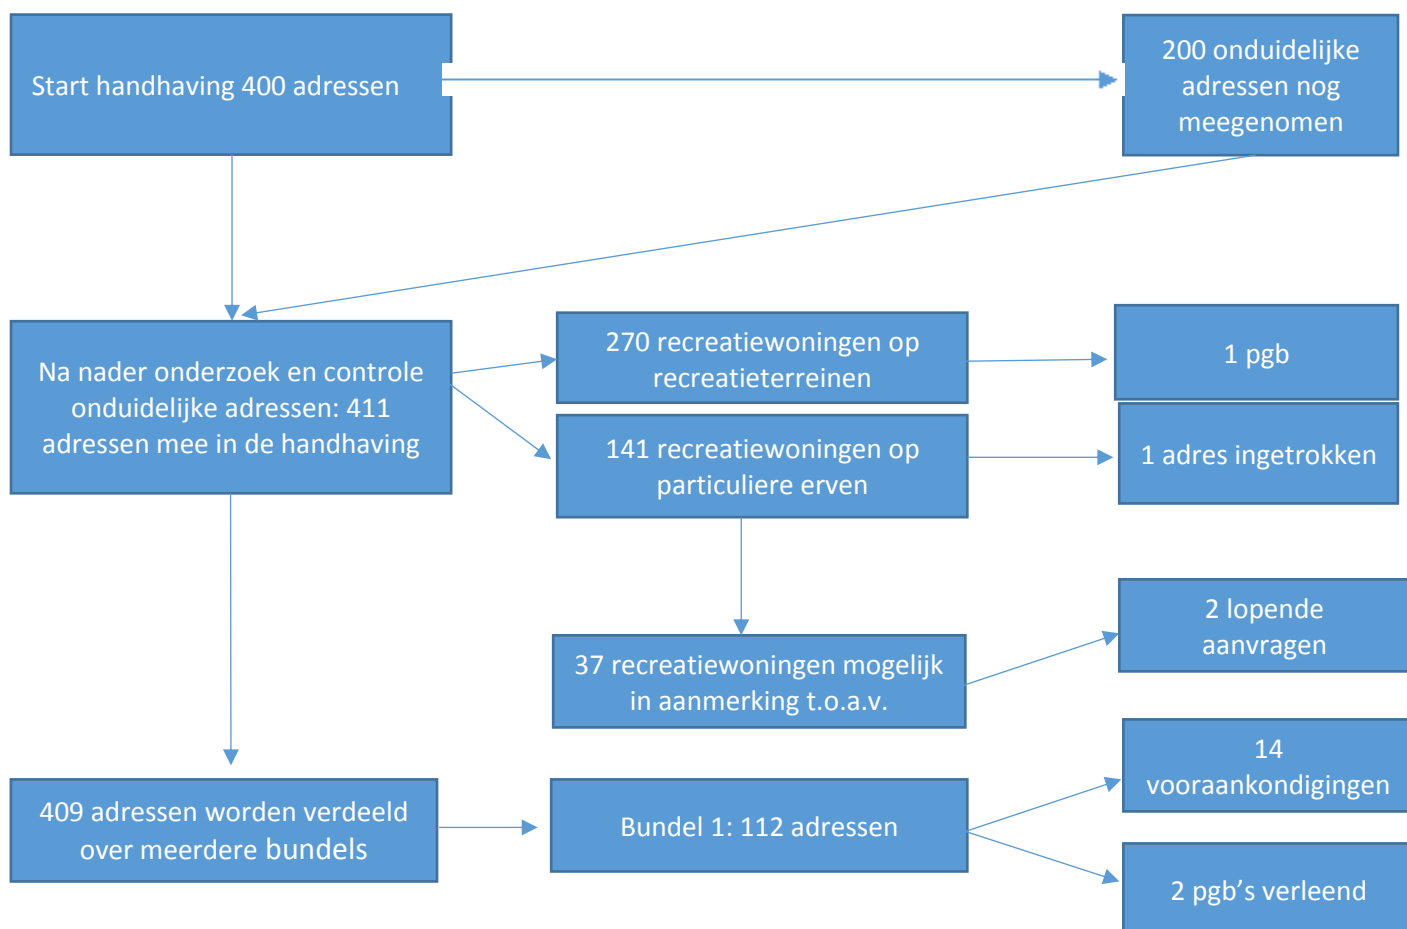 Start handhaving 400 adressen
200 onduidelijke
adressen nog
meegenomen
Na nader onderzoek en controle
onduidelijke adressen: 411
adressen mee in de handhaving
270 recreatiewoningen op
recreatieterreinen
1 pgb
141 recreatiewoningen op
particuliere erven
1 adres ingetrokken
37 recreatiewoningen mogelijk
in aanmerking t.o.a.v.
2 lopende
aanvragen
409 adressen worden verdeeld
over meerdere bundels
Bundel 1: 112 adressen
14
vooraankondigingen
2 pgb’s verleend